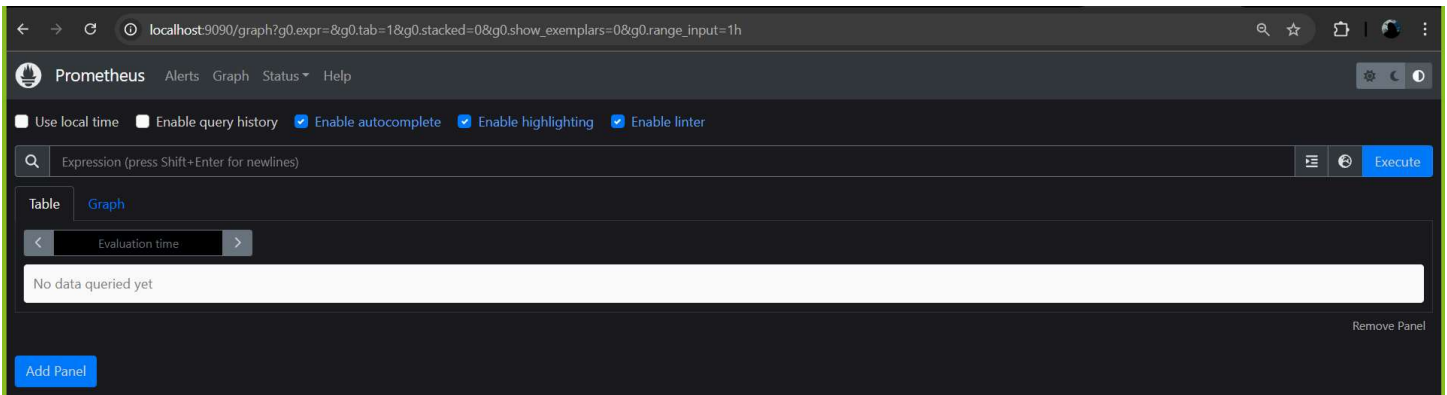 localhost:9090/graph?g0.expr=&g0.tab=1&g0.stacked=0&g0.show_exemplars=0&g0.range_input=1h
Prometheus Alerts Graph Status Help
Use local time Enable query history Enable autocomplete Enable highlighting Enable linter
Expression (press Shift+Enter for newlines) Execute
Table Graph
Evaluation time
No data queried yet
Remove Panel
Add Panel